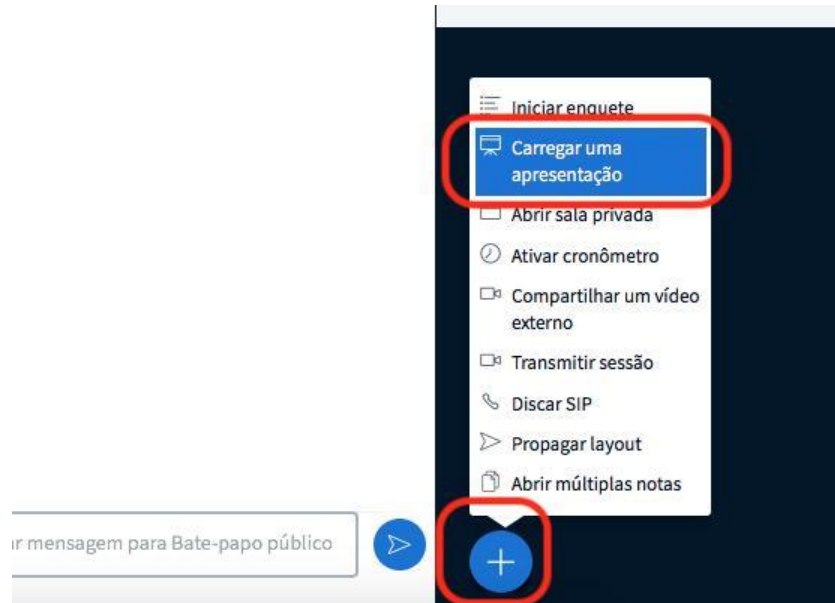 Iniciar enquete
Carregar uma
apresentação
Abrir sala privada
Ativar cronômetro
Compartilhar um vídeo
externo
Transmitir sessão
Discar SIP
Propagar layout
Abrir múltiplas notas
mensagem para Bate-papo público